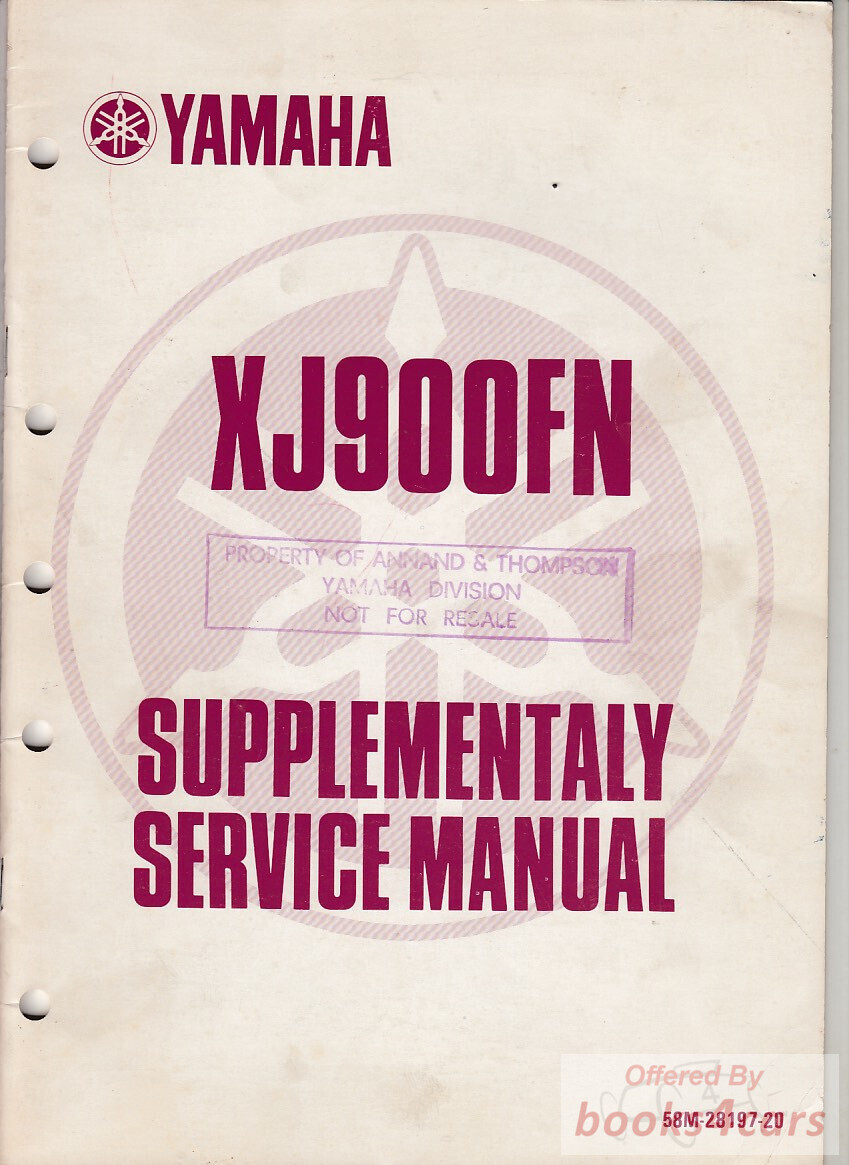 YAMAHA
XJ900FN
PROPERTY OF ANNAND & THOMPSON
YAMAHA DIVISION
NOT FOR RESALE
SUPPLEMENTALY
SERVICE MANUAL
Offered By
books4cars
58M-28197-20